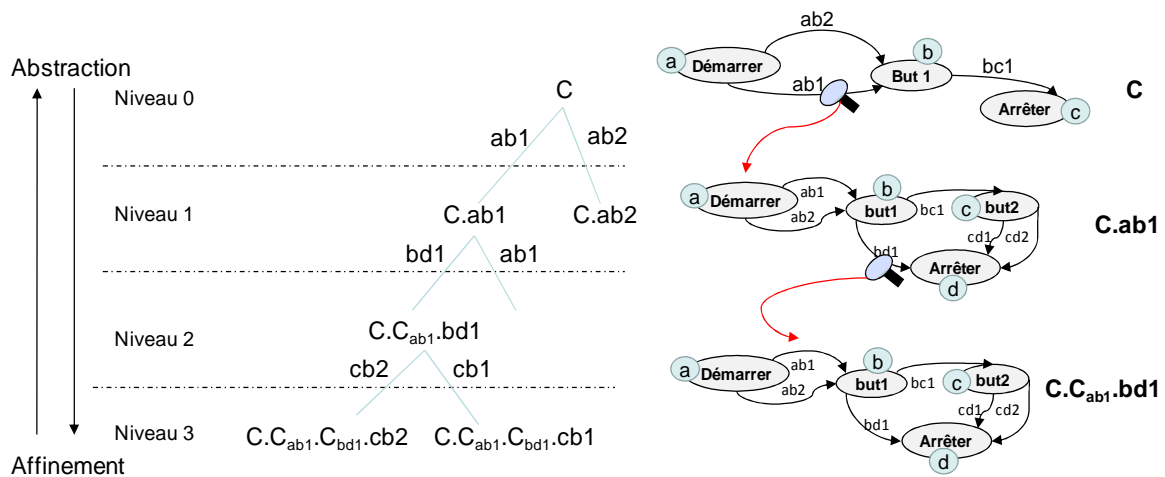 Abstraction
Niveau 0
C
ab1 ab2
Niveau 1
C.ab1 C.ab2
bd1 ab1
Niveau 2
C.Cab1.bd1
cb2 cb1
Niveau 3
C.Cab1.Cbd1.cb2 C.Cab1.Cbd1.cb1
Affinement
ab2
a Démarrer
b
But 1
bc1
ab1
Arrêter c
C
a Démarrer
ab1
ab2
b
but1
bc1
c but2
cd1 cd2
bd1
Arrêter
d
C.ab1
a Démarrer
ab1
ab2
b
but1
bc1
c but2
cd1 cd2
bd1
Arrêter
d
C.Cab1.bd1